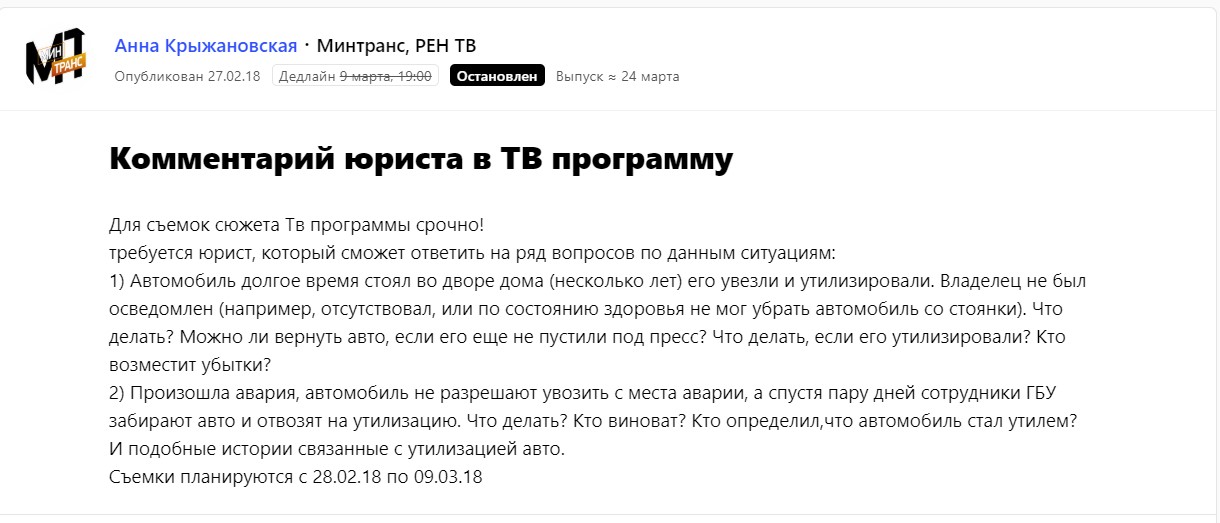 МИН
ТРАНС
Анна Крыжановская · Минтранс, РЕН ТВ
Опубликован 27.02.18 Дедлайн 9 марта, 19:00 Остановлен Выпуск ≈ 24 марта
Комментарий юриста в ТВ программу
Для съемок сюжета Тв программы срочно!
требуется юрист, который сможет ответить на ряд вопросов по данным ситуациям:
1) Автомобиль долгое время стоял во дворе дома (несколько лет) его увезли и утилизировали. Владелец не был
осведомлен (например, отсутствовал, или по состоянию здоровья не мог убрать автомобиль со стоянки). Что
делать? Можно ли вернуть авто, если его еще не пустили под пресс? Что делать, если его утилизировали? Кто
возместит убытки?
2) Произошла авария, автомобиль не разрешают увозить с места аварии, а спустя пару дней сотрудники ГБУ
забирают авто и отвозят на утилизацию. Что делать? Кто виноват? Кто определил,что автомобиль стал утилем?
И подобные истории связанные с утилизацией авто.
Съемки планируются с 28.02.18 по 09.03.18